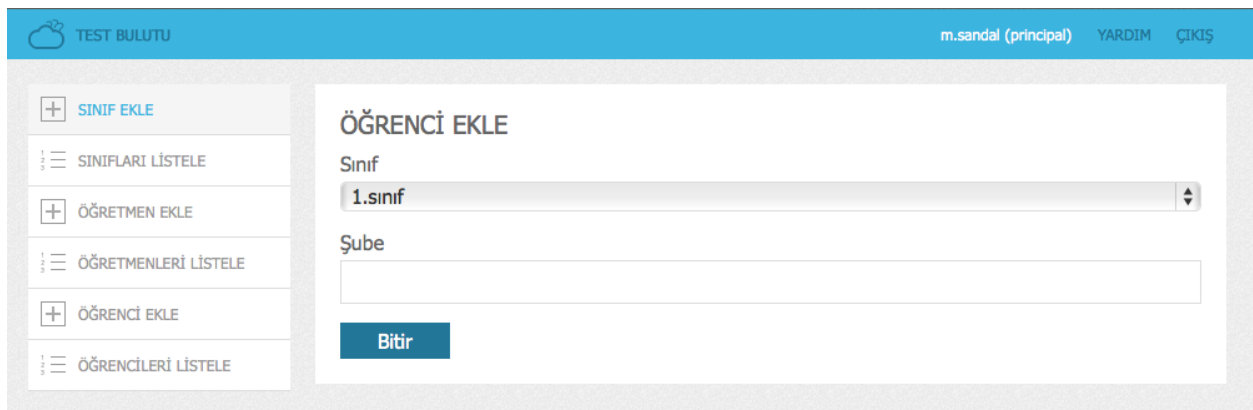 TEST BULUTU
m.sandal (principal) YARDIM ÇIKIŞ
SINIF EKLE
SINIFLARI LİSTELE
ÖĞRETMEN EKLE
ÖĞRETMENLERİ LİSTELE
ÖĞRENCİ EKLE
ÖĞRENCİLERİ LİSTELE
ÖĞRENCİ EKLE
Sınıf
1.sınıf
Şube
Bitir